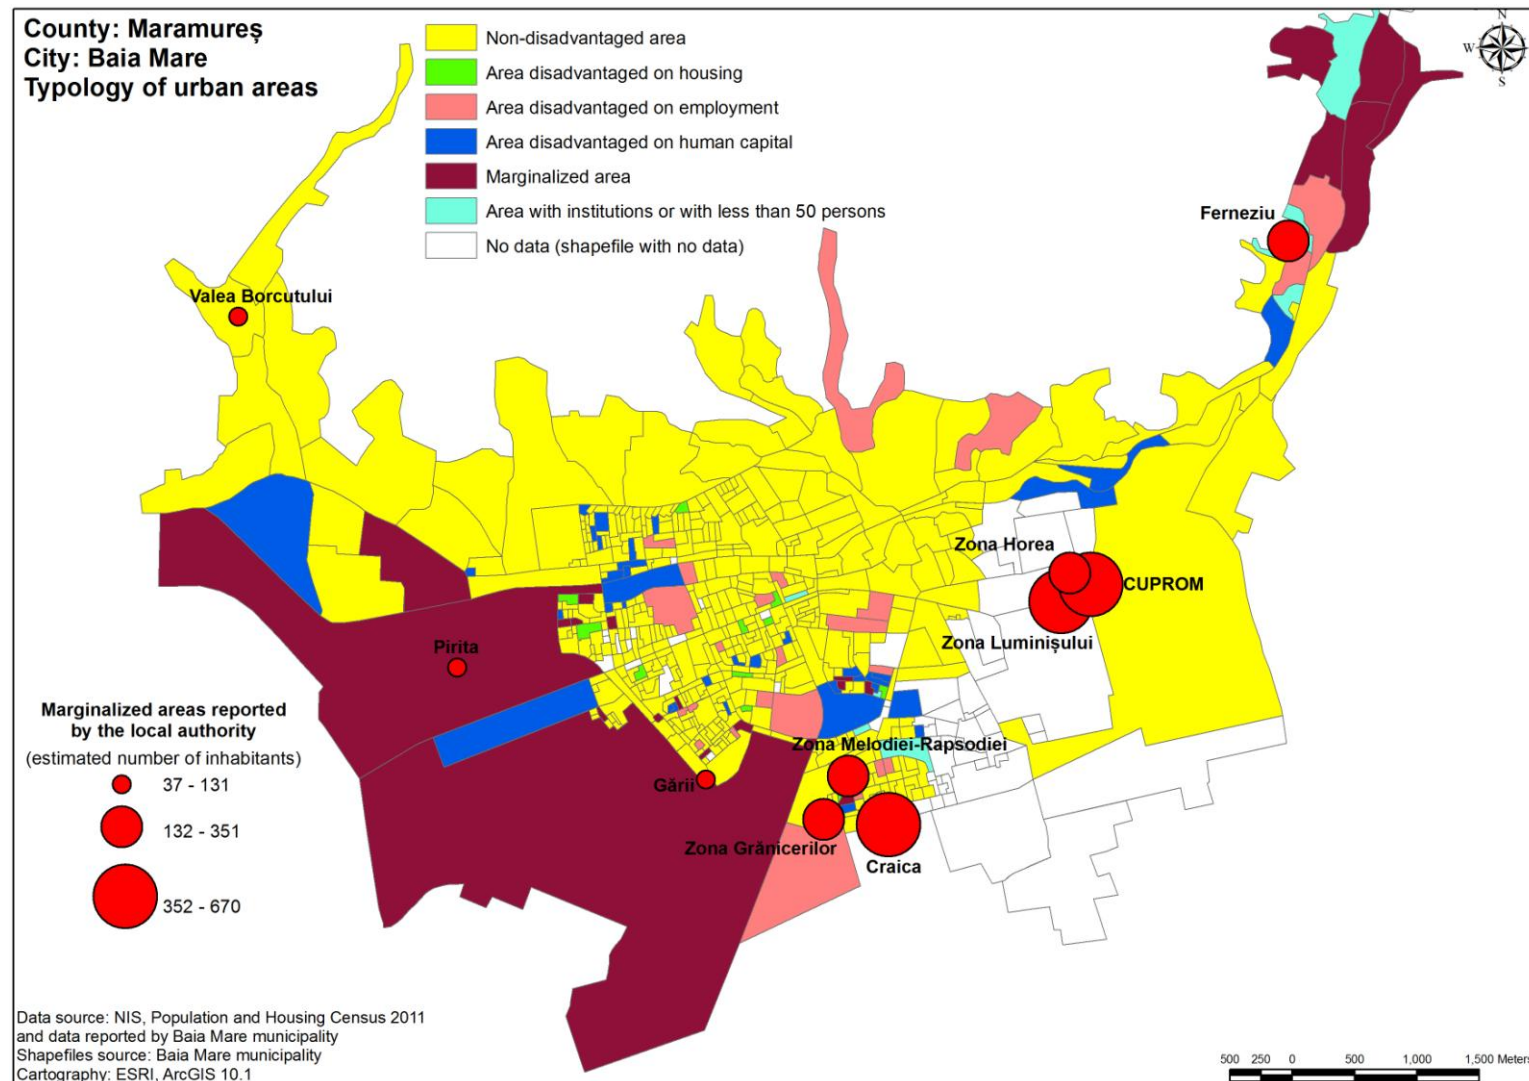 County: Maramureș
City: Baia Mare
Typology of urban areas
Non-disadvantaged area
Area disadvantaged on housing
Area disadvantaged on employment
Area disadvantaged on human capital
Marginalized area
Area with institutions or with less than 50 persons
No data (shapefile with no data)
N
W
E
S
Ferneziu
Valea Borcutului
Zona Horea
CUPROM
Zona Luminișului
Pirita
Zona Melodiei-Rapsodiei
Gării
Zona Grănicerilor
Craica
Marginalized areas reported
by the local authority
(estimated number of inhabitants)
37 - 131
132 - 351
352 - 670
Data source: NIS, Population and Housing Census 2011
and data reported by Baia Mare municipality
Shapefiles source: Baia Mare municipality
Cartography: ESRI, ArcGIS 10.1
500 250 0 500 1,000 1,500 Meters